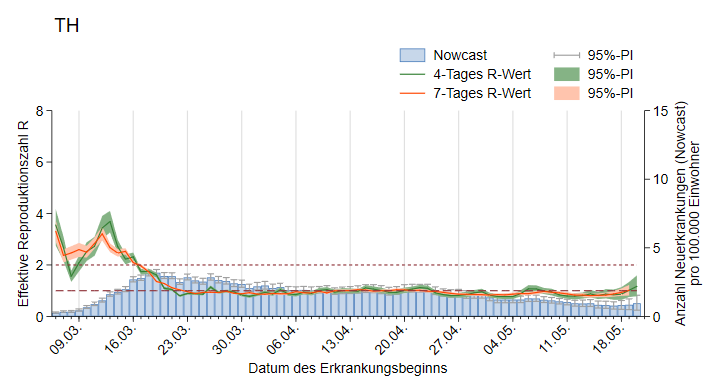 TH
Nowcast 95%-PI
4-Tages R-Wert 95%-PI
7-Tages R-Wert 95%-PI
Effektive Reproduktionszahl R
8
6
4
2
0
15
10
5
0
Anzahl Neuerkrankungen (Nowcast)
pro 100.000 Einwohner
09.03. 16.03. 23.03. 30.03. 06.04. 13.04. 20.04. 27.04. 04.05. 11.05. 18.05.
Datum des Erkrankungsbeginns